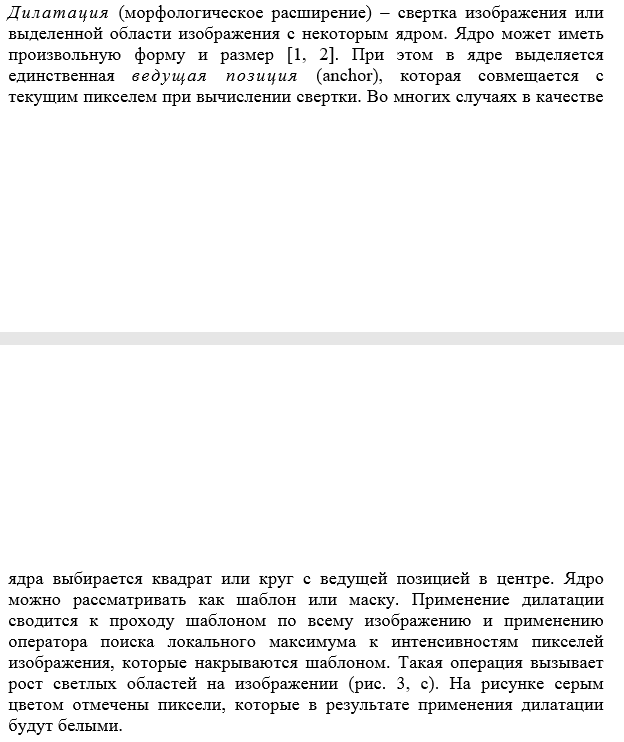 Дилатация (морфологическое расширение) – свертка изображения или
выделенной области изображения с некоторым ядром. Ядро может иметь
произвольную форму и размер [1, 2]. При этом в ядре выделяется
единственная ведущая позиция (anchor), которая совмещается с
текущим пикселем при вычислении свертки. Во многих случаях в качестве
ядра выбирается квадрат или круг с ведущей позицией в центре. Ядро
можно рассматривать как шаблон или маску. Применение дилатации
сводится к проходу шаблоном по всему изображению и применению
оператора поиска локального максимума к интенсивностям пикселей
изображения, которые накрываются шаблоном. Такая операция вызывает
рост светлых областей на изображении (рис. 3, c). На рисунке серым
цветом отмечены пиксели, которые в результате применения дилатации
будут белыми.